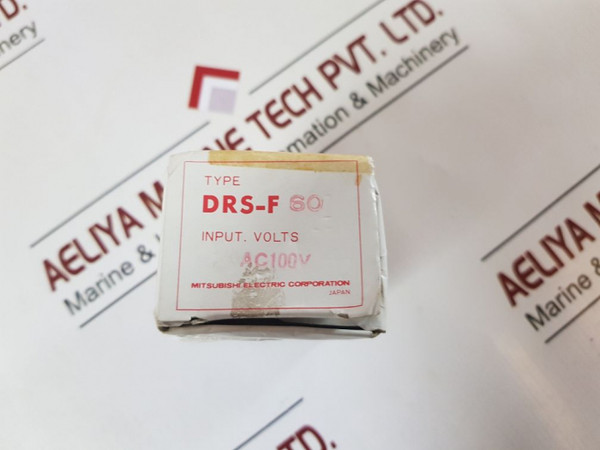 TYPE
DRS-F 60
INPUT. VOLTS
AC100V
MITSUBISHI ELECTRIC CORPORATION
JAPAN
AELIYA MARINE TECH PVT. LTD.
Marine & Automation & Machinery
AELIYA
Marine &
LTD.